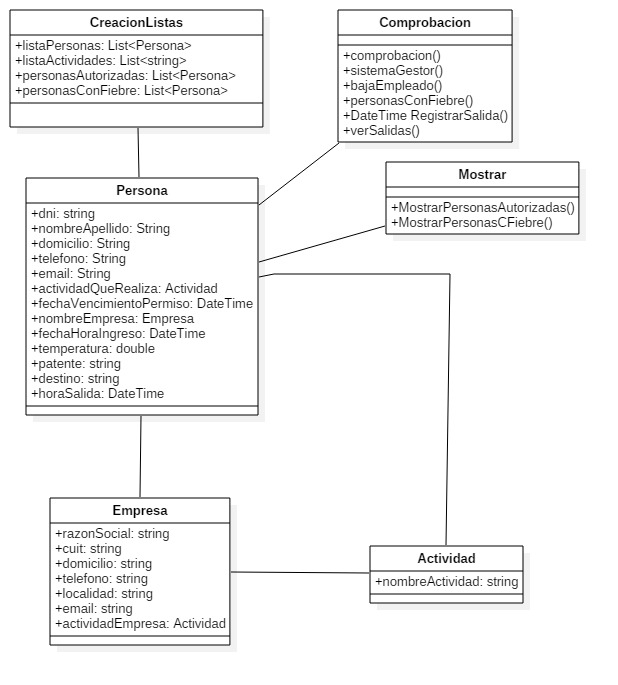 CreacionListas
+listaPersonas: List<Persona>
+listaActividades: List<string>
+personasAutorizadas: List<Persona>
+personasConFiebre: List<Persona>
Comprobacion
+comprobacion()
+sistemaGestor()
+bajaEmpleado()
+personasConFiebre()
+DateTime RegistrarSalida()
+verSalidas()
Mostrar
+MostrarPersonasAutorizadas()
+MostrarPersonasCFiebre()
Persona
+dni: string
+nombreApellido: String
+domicilio: String
+telefono: String
+email: String
+actividadQueRealiza: Actividad
+fechaVencimientoPermiso: DateTime
+nombreEmpresa: Empresa
+fechaHoraIngreso: DateTime
+temperatura: double
+patente: string
+destino: string
+horaSalida: DateTime
Empresa
+razonSocial: string
+cuit: string
+domicilio: string
+telefono: string
+localidad: string
+email: string
+actividadEmpresa: Actividad
Actividad
+nombreActividad: string